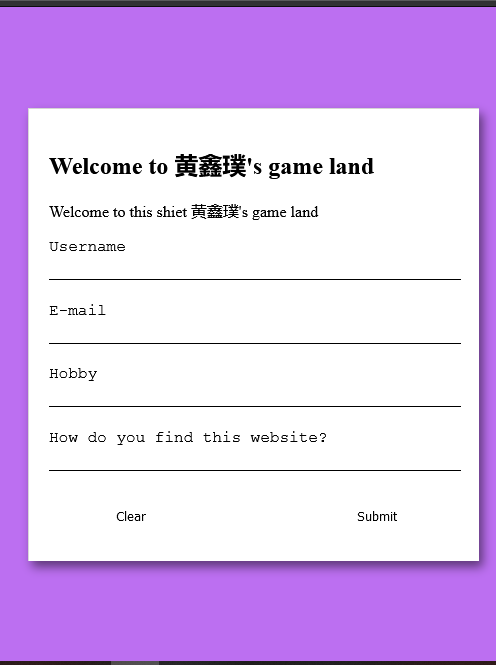 Welcome to 黄鑫璞's game land
Welcome to this shiet 黄鑫璞's game land
Username
E-mail
Hobby
How do you find this website?
Clear
Submit